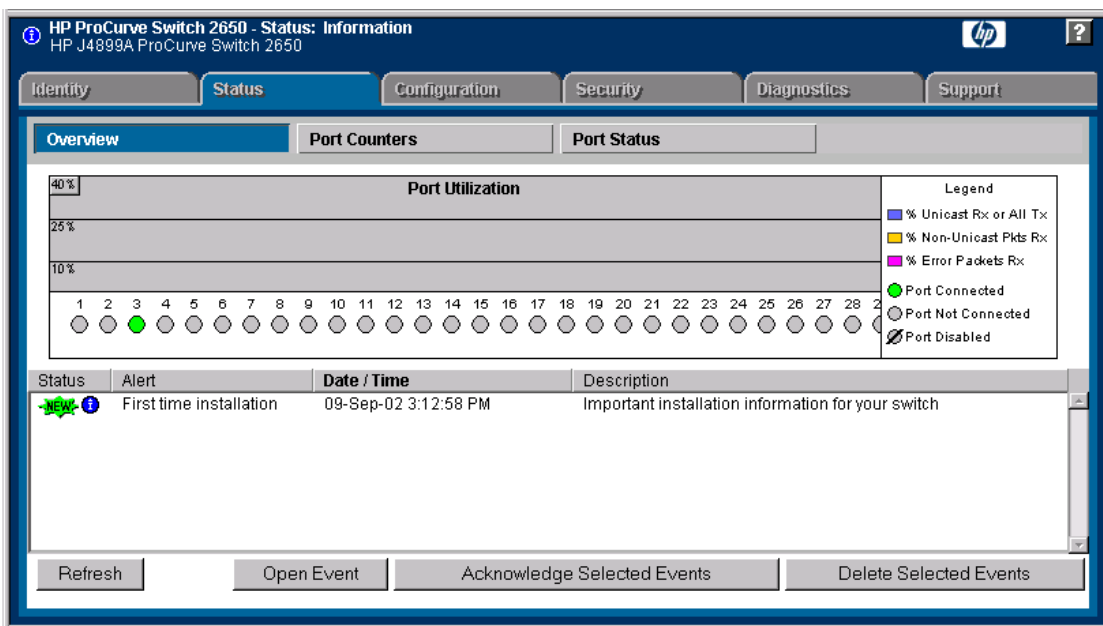 HP ProCurve Switch 2650 - Status: Information
HP J4899A ProCurve Switch 2650
hp
?
Identity Status Configuration Security Diagnostics Support
Overview Port Counters Port Status
40% Port Utilization
25%
10%
Legend
% Unicast Rx or All Tx
% Non-Unicast Pkts Rx
% Error Packets Rx
Port Connected
Port Not Connected
Port Disabled
1 2 3 4 5 6 7 8 9 10 11 12 13 14 15 16 17 18 19 20 21 22 23 24 25 26 27 28
Status Alert Date / Time Description
NEW i First time installation 09-Sep-02 3:12:58 PM Important installation information for your switch
Refresh Open Event Acknowledge Selected Events Delete Selected Events